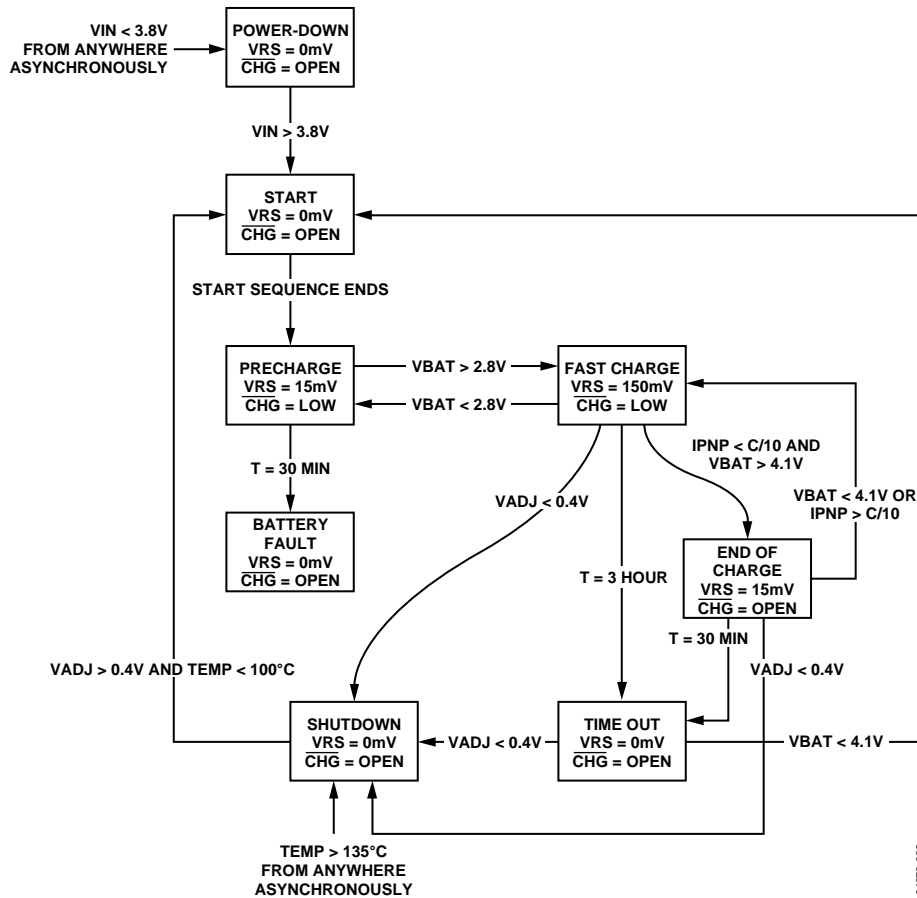 VIN < 3.8V
FROM ANYWHERE
ASYNCHRONOUSLY
POWER-DOWN
VRS = 0mV
CHG = OPEN
VIN > 3.8V
START
VRS = 0mV
CHG = OPEN
START SEQUENCE ENDS
PRECHARGE
VRS = 15mV
CHG = LOW
VBAT > 2.8V
VBAT < 2.8V
FAST CHARGE
VRS = 150mV
CHG = LOW
IPNP < C/10 AND
VBAT > 4.1V
T = 30 MIN
VADJ < 0.4V
VBAT < 4.1V OR
IPNP > C/10
BATTERY
FAULT
VRS = 0mV
CHG = OPEN
T = 3 HOUR
END OF
CHARGE
VRS = 15mV
CHG = OPEN
T = 30 MIN
VADJ < 0.4V
VADJ > 0.4V AND TEMP < 100°C
SHUTDOWN
VRS = 0mV
CHG = OPEN
VADJ < 0.4V
TIME OUT
VRS = 0mV
CHG = OPEN
VBAT < 4.1V
TEMP > 135°C
FROM ANYWHERE
ASYNCHRONOUSLY